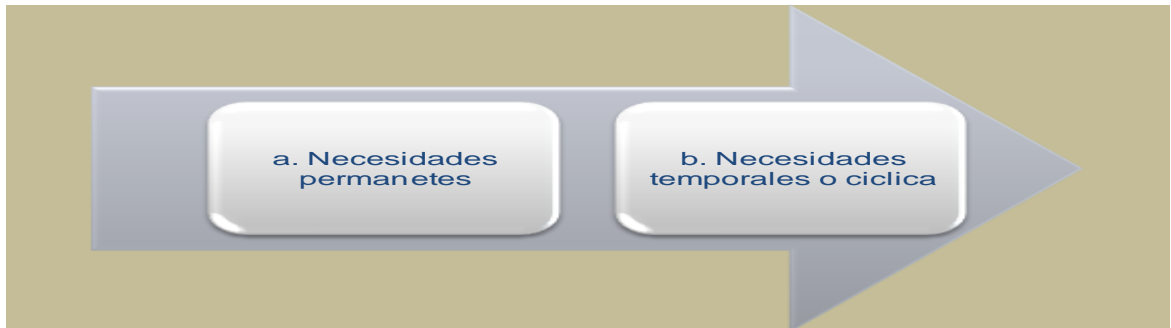 a. Necesidades
permanetes
b. Necesidades
temporales o ciclica